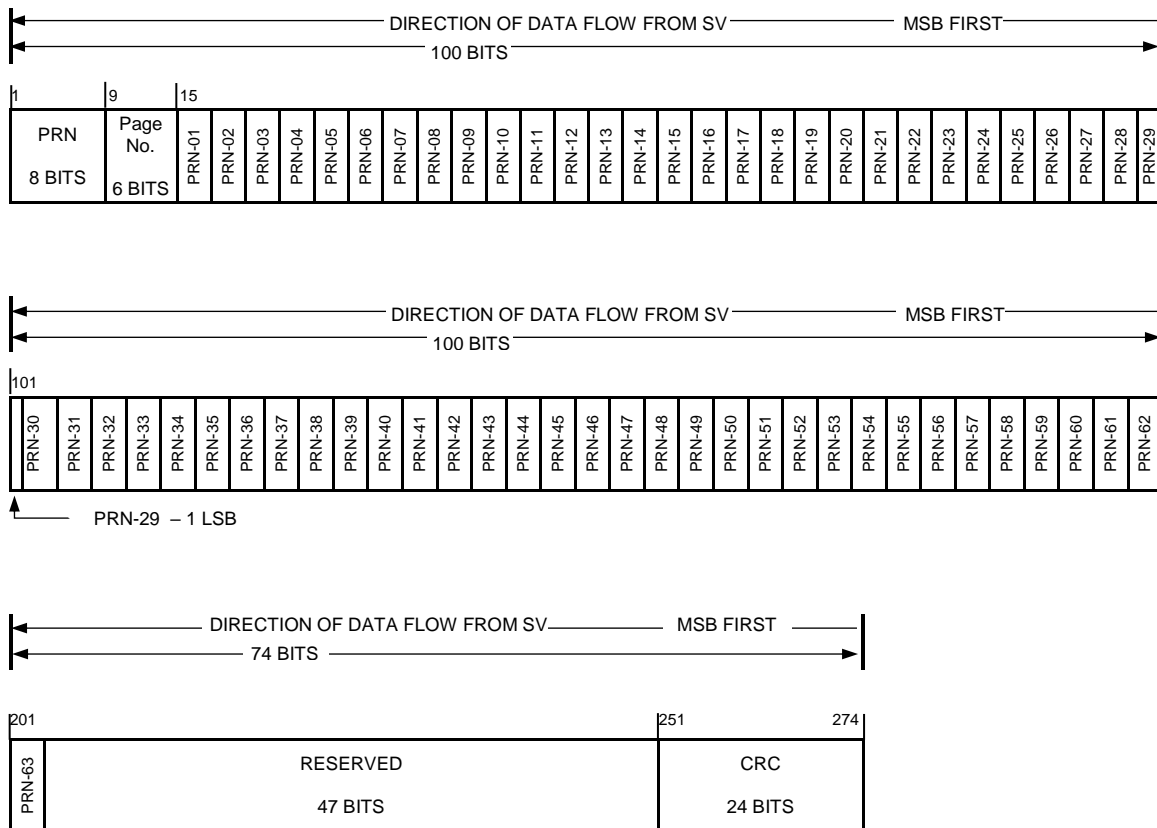 DIRECTION OF DATA FLOW FROM SV MSB FIRST
100 BITS
1 9 15
PRN 8 BITS
Page No. 6 BITS
PRN-01
PRN-02
PRN-03
PRN-04
PRN-05
PRN-06
PRN-07
PRN-08
PRN-09
PRN-10
PRN-11
PRN-12
PRN-13
PRN-14
PRN-15
PRN-16
PRN-17
PRN-18
PRN-19
PRN-20
PRN-21
PRN-22
PRN-23
PRN-24
PRN-25
PRN-26
PRN-27
PRN-28
PRN-29
DIRECTION OF DATA FLOW FROM SV MSB FIRST
100 BITS
101
PRN-30
PRN-31
PRN-32
PRN-33
PRN-34
PRN-35
PRN-36
PRN-37
PRN-38
PRN-39
PRN-40
PRN-41
PRN-42
PRN-43
PRN-44
PRN-45
PRN-46
PRN-47
PRN-48
PRN-49
PRN-50
PRN-51
PRN-52
PRN-53
PRN-54
PRN-55
PRN-56
PRN-57
PRN-58
PRN-59
PRN-60
PRN-61
PRN-62
PRN-29 – 1 LSB
DIRECTION OF DATA FLOW FROM SV MSB FIRST
74 BITS
201 251 274
PRN-63
RESERVED
47 BITS
CRC
24 BITS